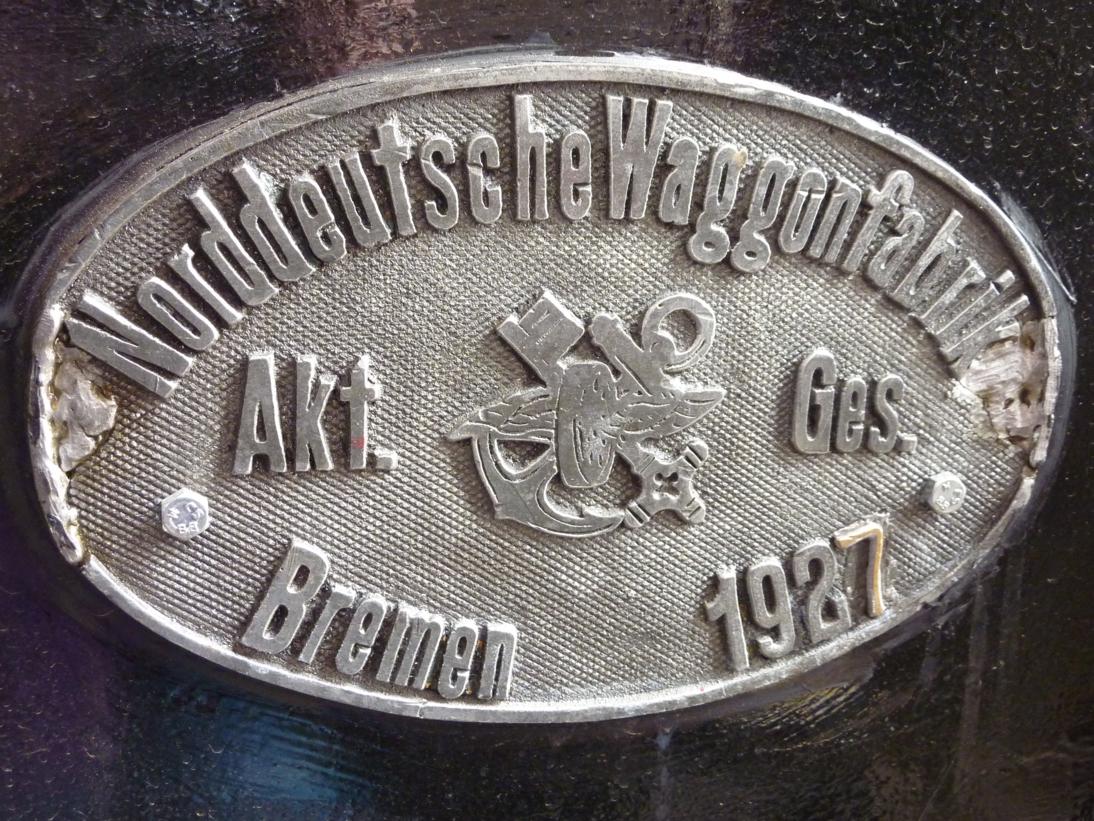 Norddeutsche Waggonfabrik
Akt. Ges.
Bremen 1927